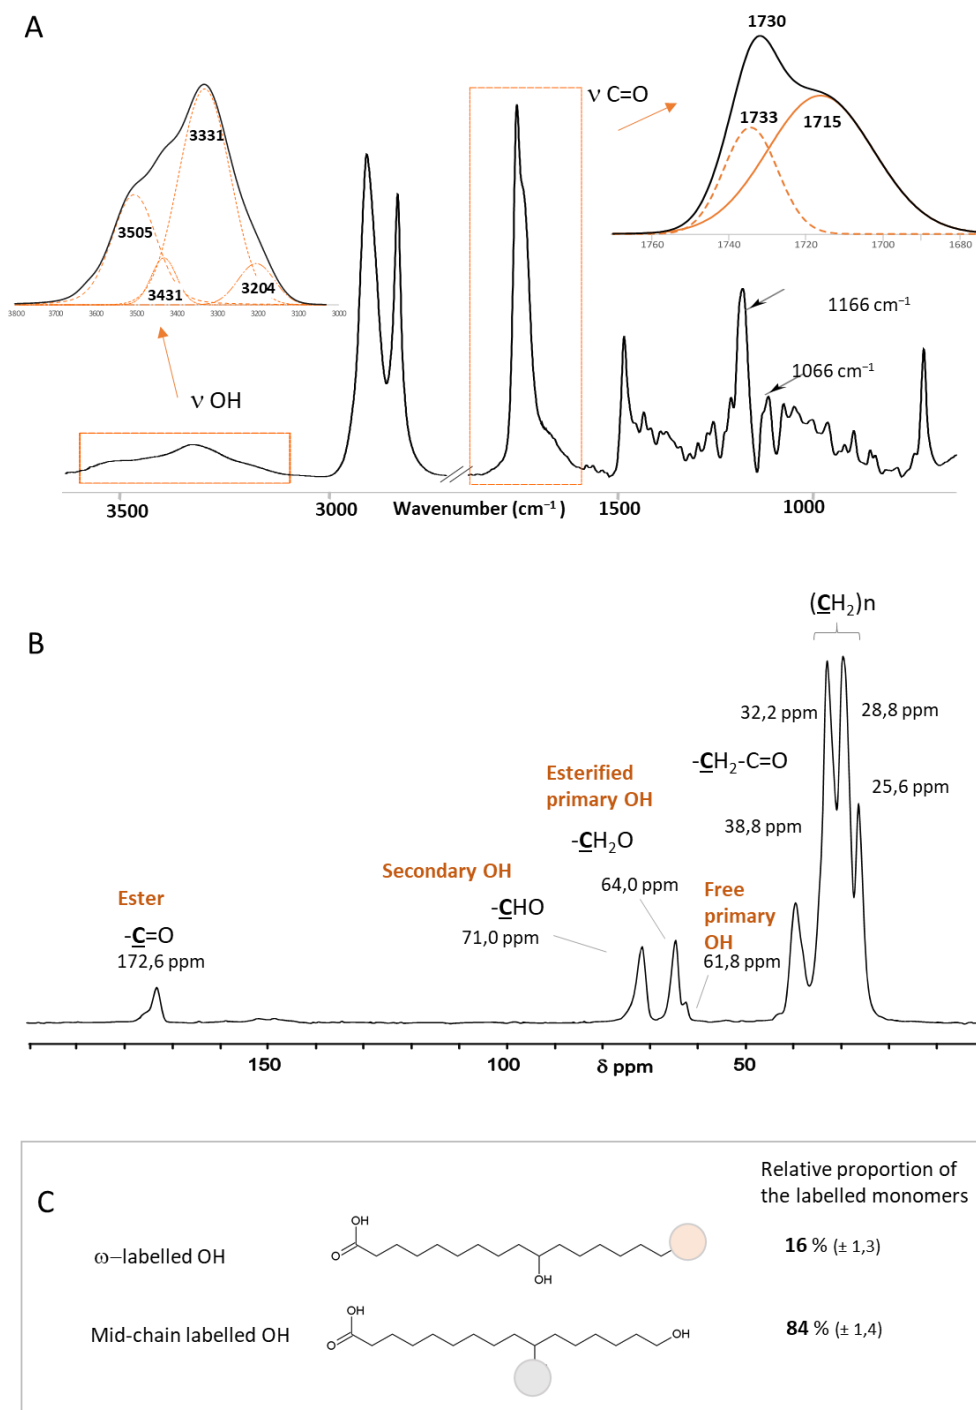 A
1730
ν C=O
1733
1715
3331
3505
3431
3204
3800 3700 3600 3500 3400 3300 3200 3100 3000
1760 1740 1720 1700 1680
ν OH
1166 cm⁻¹
1066 cm⁻¹
3500 3000 Wavenumber (cm⁻¹ ) 1500 1000
B
(CH₂)n
32,2 ppm
28,8 ppm
-CH₂-C=O
25,6 ppm
38,8 ppm
Esterified
primary OH
-CH₂O
64,0 ppm
Secondary OH
-CHO
71,0 ppm
Free
primary
OH
61,8 ppm
Ester
-C=O
172,6 ppm
150 100 δ ppm 50
C
Relative proportion of
the labelled monomers
ω–labelled OH
OH
O
OH
16 % (± 1,3)
Mid-chain labelled OH
OH
O
OH
84 % (± 1,4)